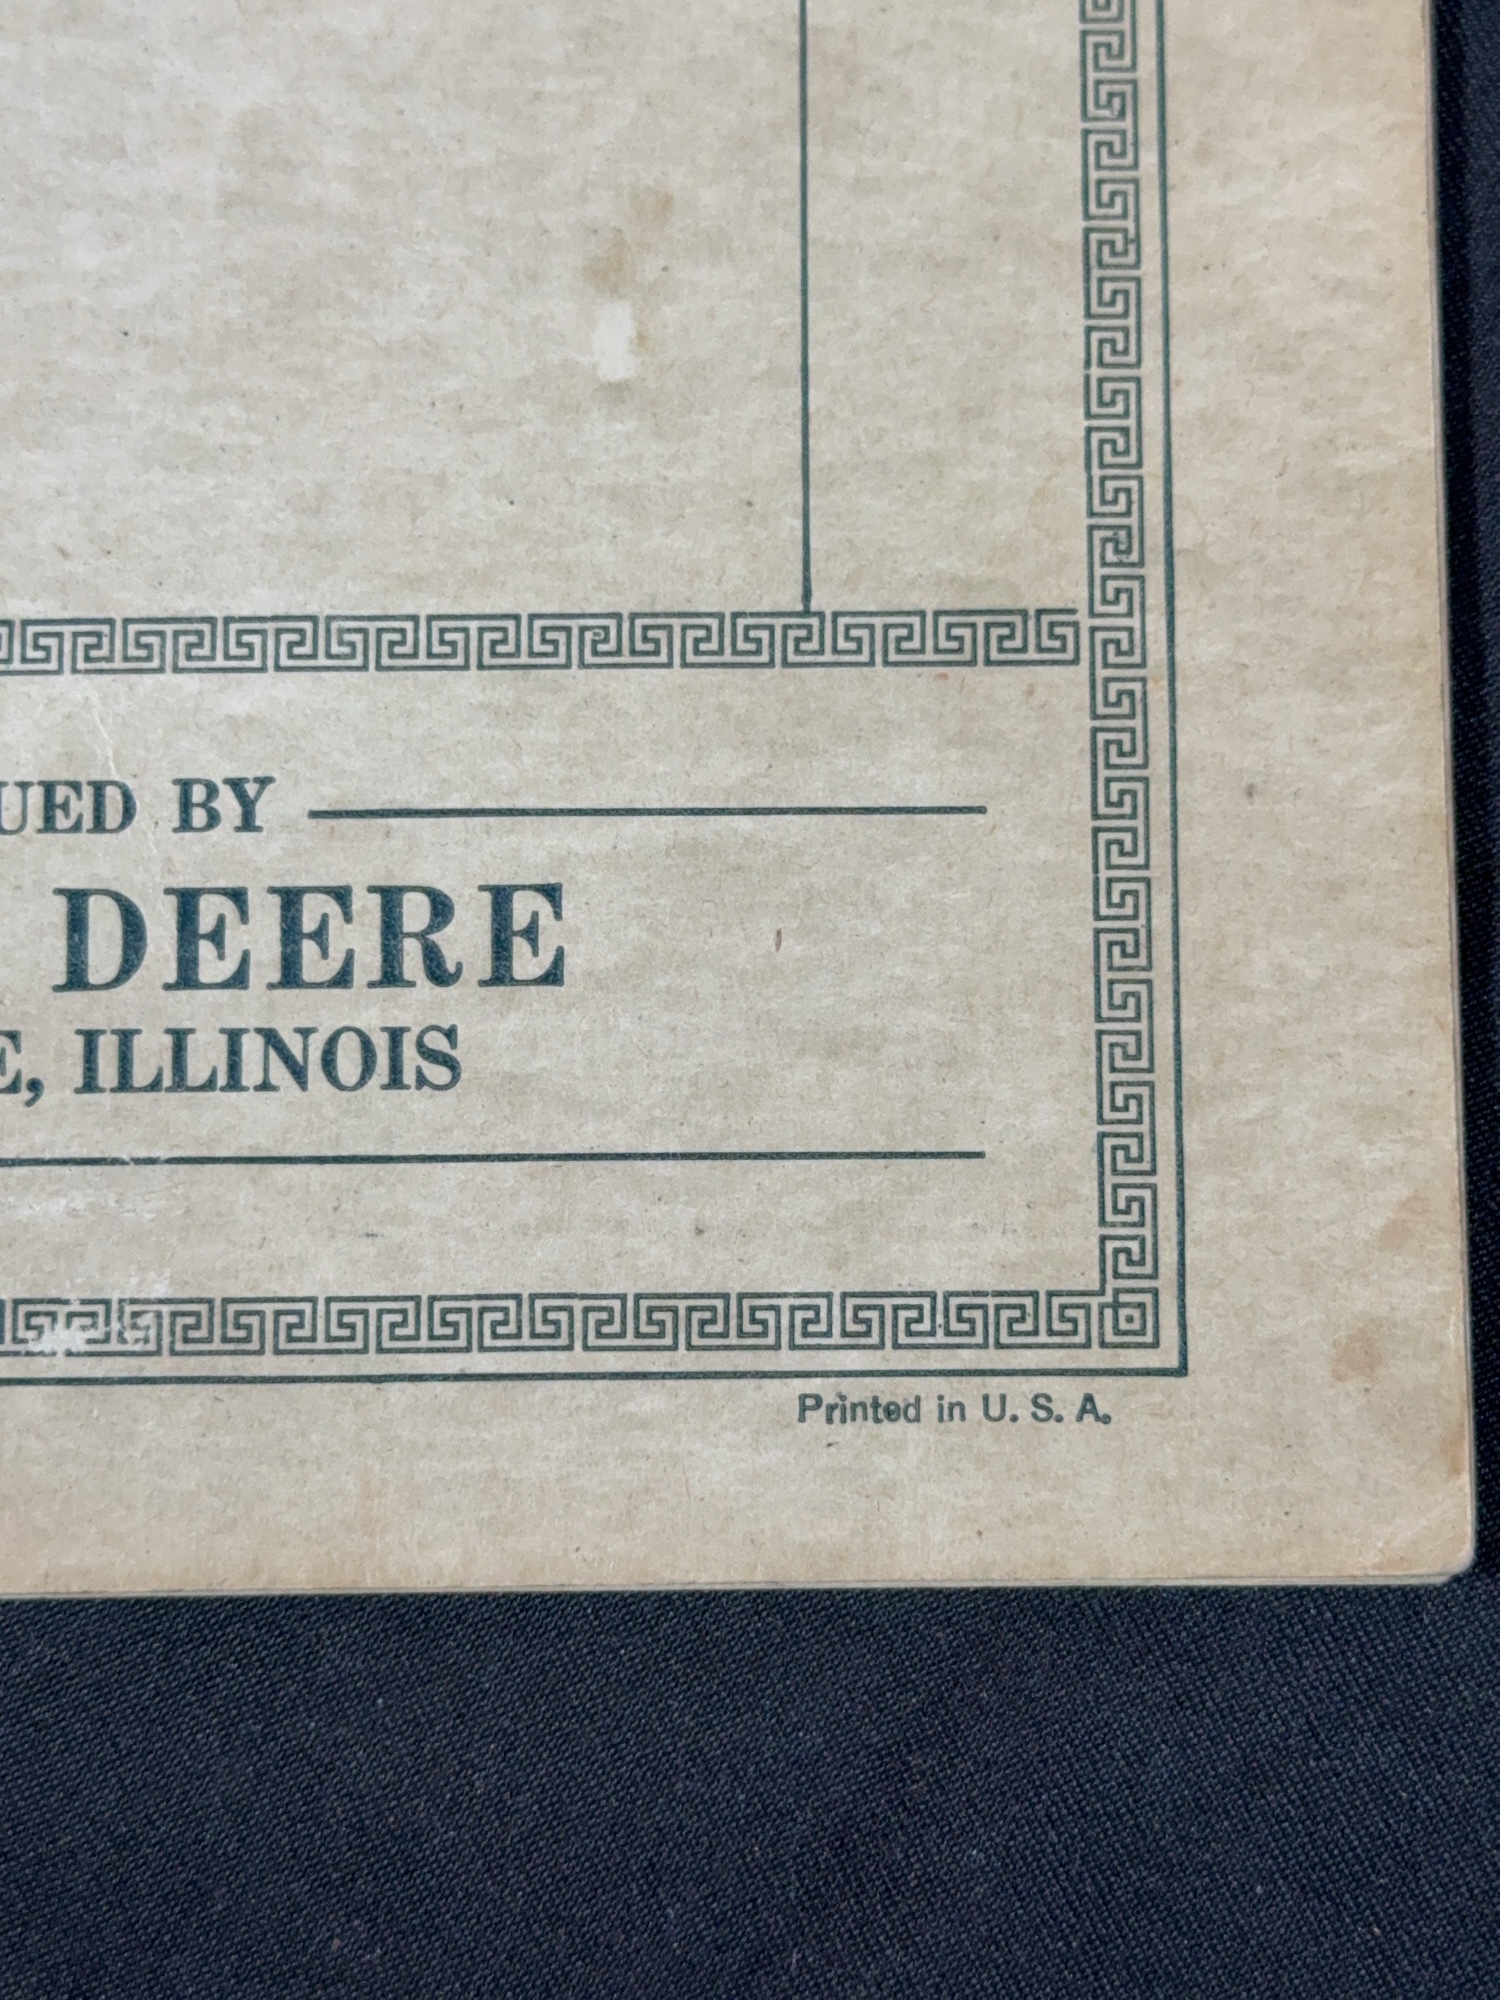 UED BY
DEERE
E, ILLINOIS
Printed in U. S. A.